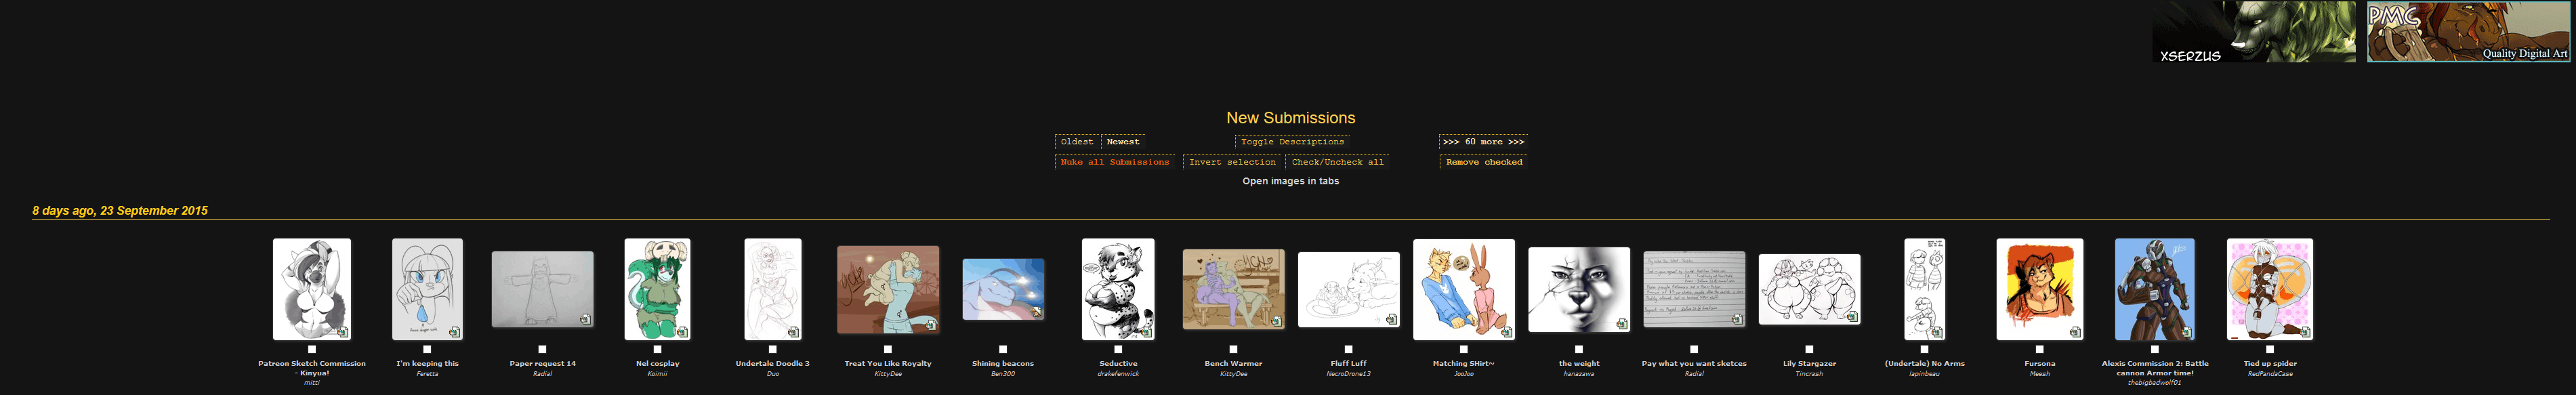 XSERZUS
PMC
Quality Digital Art
New Submissions
Oldest Newest Toggle Descriptions >>> 60 more >>>
Nuke all Submissions Invert selection Check/Uncheck all Remove checked
Open images in tabs
8 days ago, 23 September 2015
Patreon Sketch Commission
- Kinyua!
mitti
I'm keeping this
Feretta
Paper request 14
Radial
Nel cosplay
Koimii
Undertale Doodle 3
Duo
Treat You Like Royalty
KittyDee
Shining beacons
Ben300
Seductive
drakefenwick
Bench Warmer
KittyDee
Fluff Luff
NecroDrone13
Matching SHirt~
JooJoo
the weight
hanazawa
Pay what you want sketces
Radial
Lily Stargazer
Tincrash
(Undertale) No Arms
lapinbeau
Fursona
Meesh
Alexis Commission 2: Battle
cannon Armor time!
thebigbadwolf01
Tied up spider
RedPandaCase